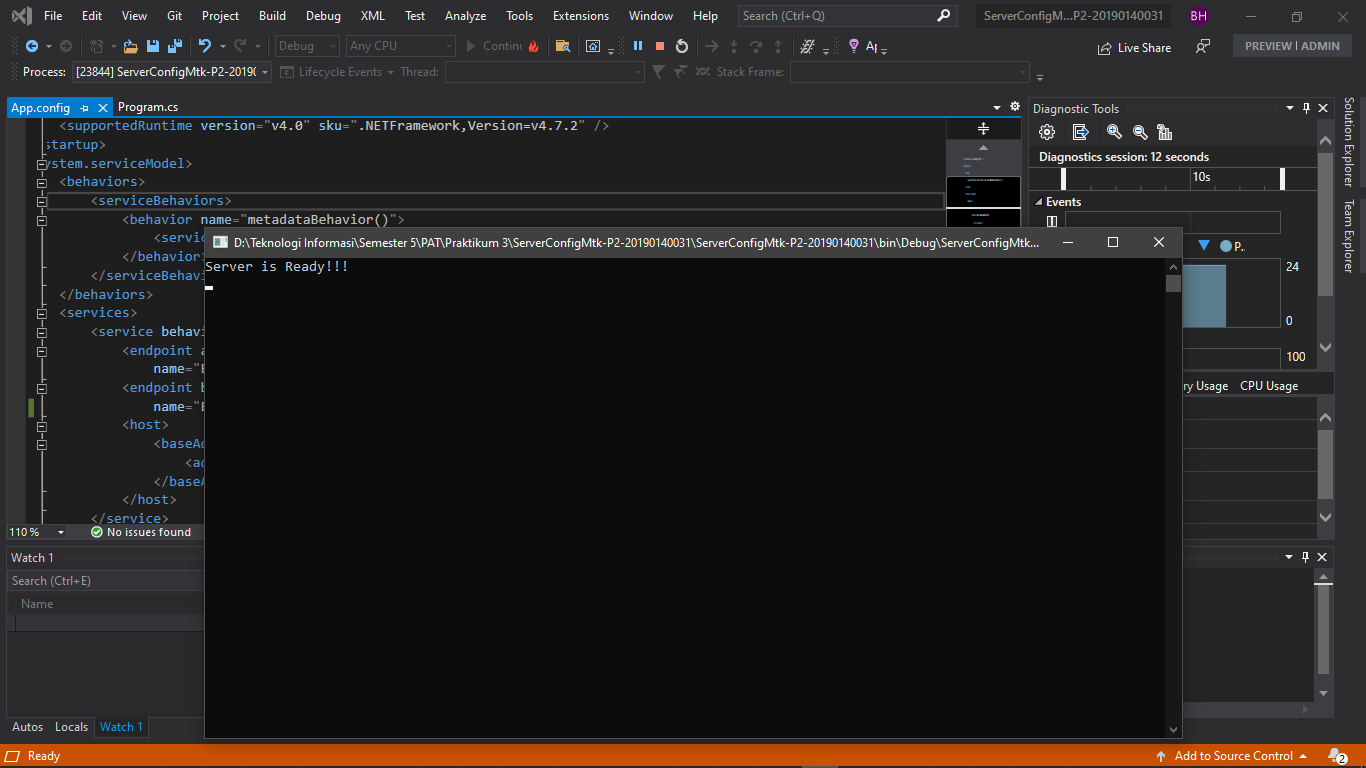 File Edit View Git Project Build Debug XML Test Analyze Tools Extensions Window Help Search (Ctrl+Q) ServerConfigM...P2-20190140031 BH
Debug Any CPU Contin Live Share PREVIEW | ADMIN
Process: [23844] ServerConfigMtk-P2-2019 Lifecycle Events Thread: Stack Frame:
App.config Program.cs
<supportedRuntime version="v4.0" sku=".NETFramework,Version=v4.7.2" />
startup>
ystem.serviceModel>
<behaviors>
<serviceBehaviors>
<behavior name="metadataBehavior()">
<servic
</behavior>
</serviceBehavi
</behaviors>
<services>
<service behavi
<endpoint a
name="
<endpoint b
name="
<host>
<baseAd
<ad
</baseA
</host>
</service>
110 % No issues found
D:\Teknologi Informasi\Semester 5\PAT\Praktikum 3\ServerConfigMtk-P2-20190140031\ServerConfigMtk-P2-20190140031\bin\Debug\ServerConfigMtk...
Server is Ready!!!
Diagnostic Tools
Diagnostics session: 12 seconds
10s
Events
P..
24
0
100
ry Usage CPU Usage
Solution Explorer
Team Explorer
Watch 1
Search (Ctrl+E)
Name
Autos Locals Watch 1
Ready Add to Source Control 2